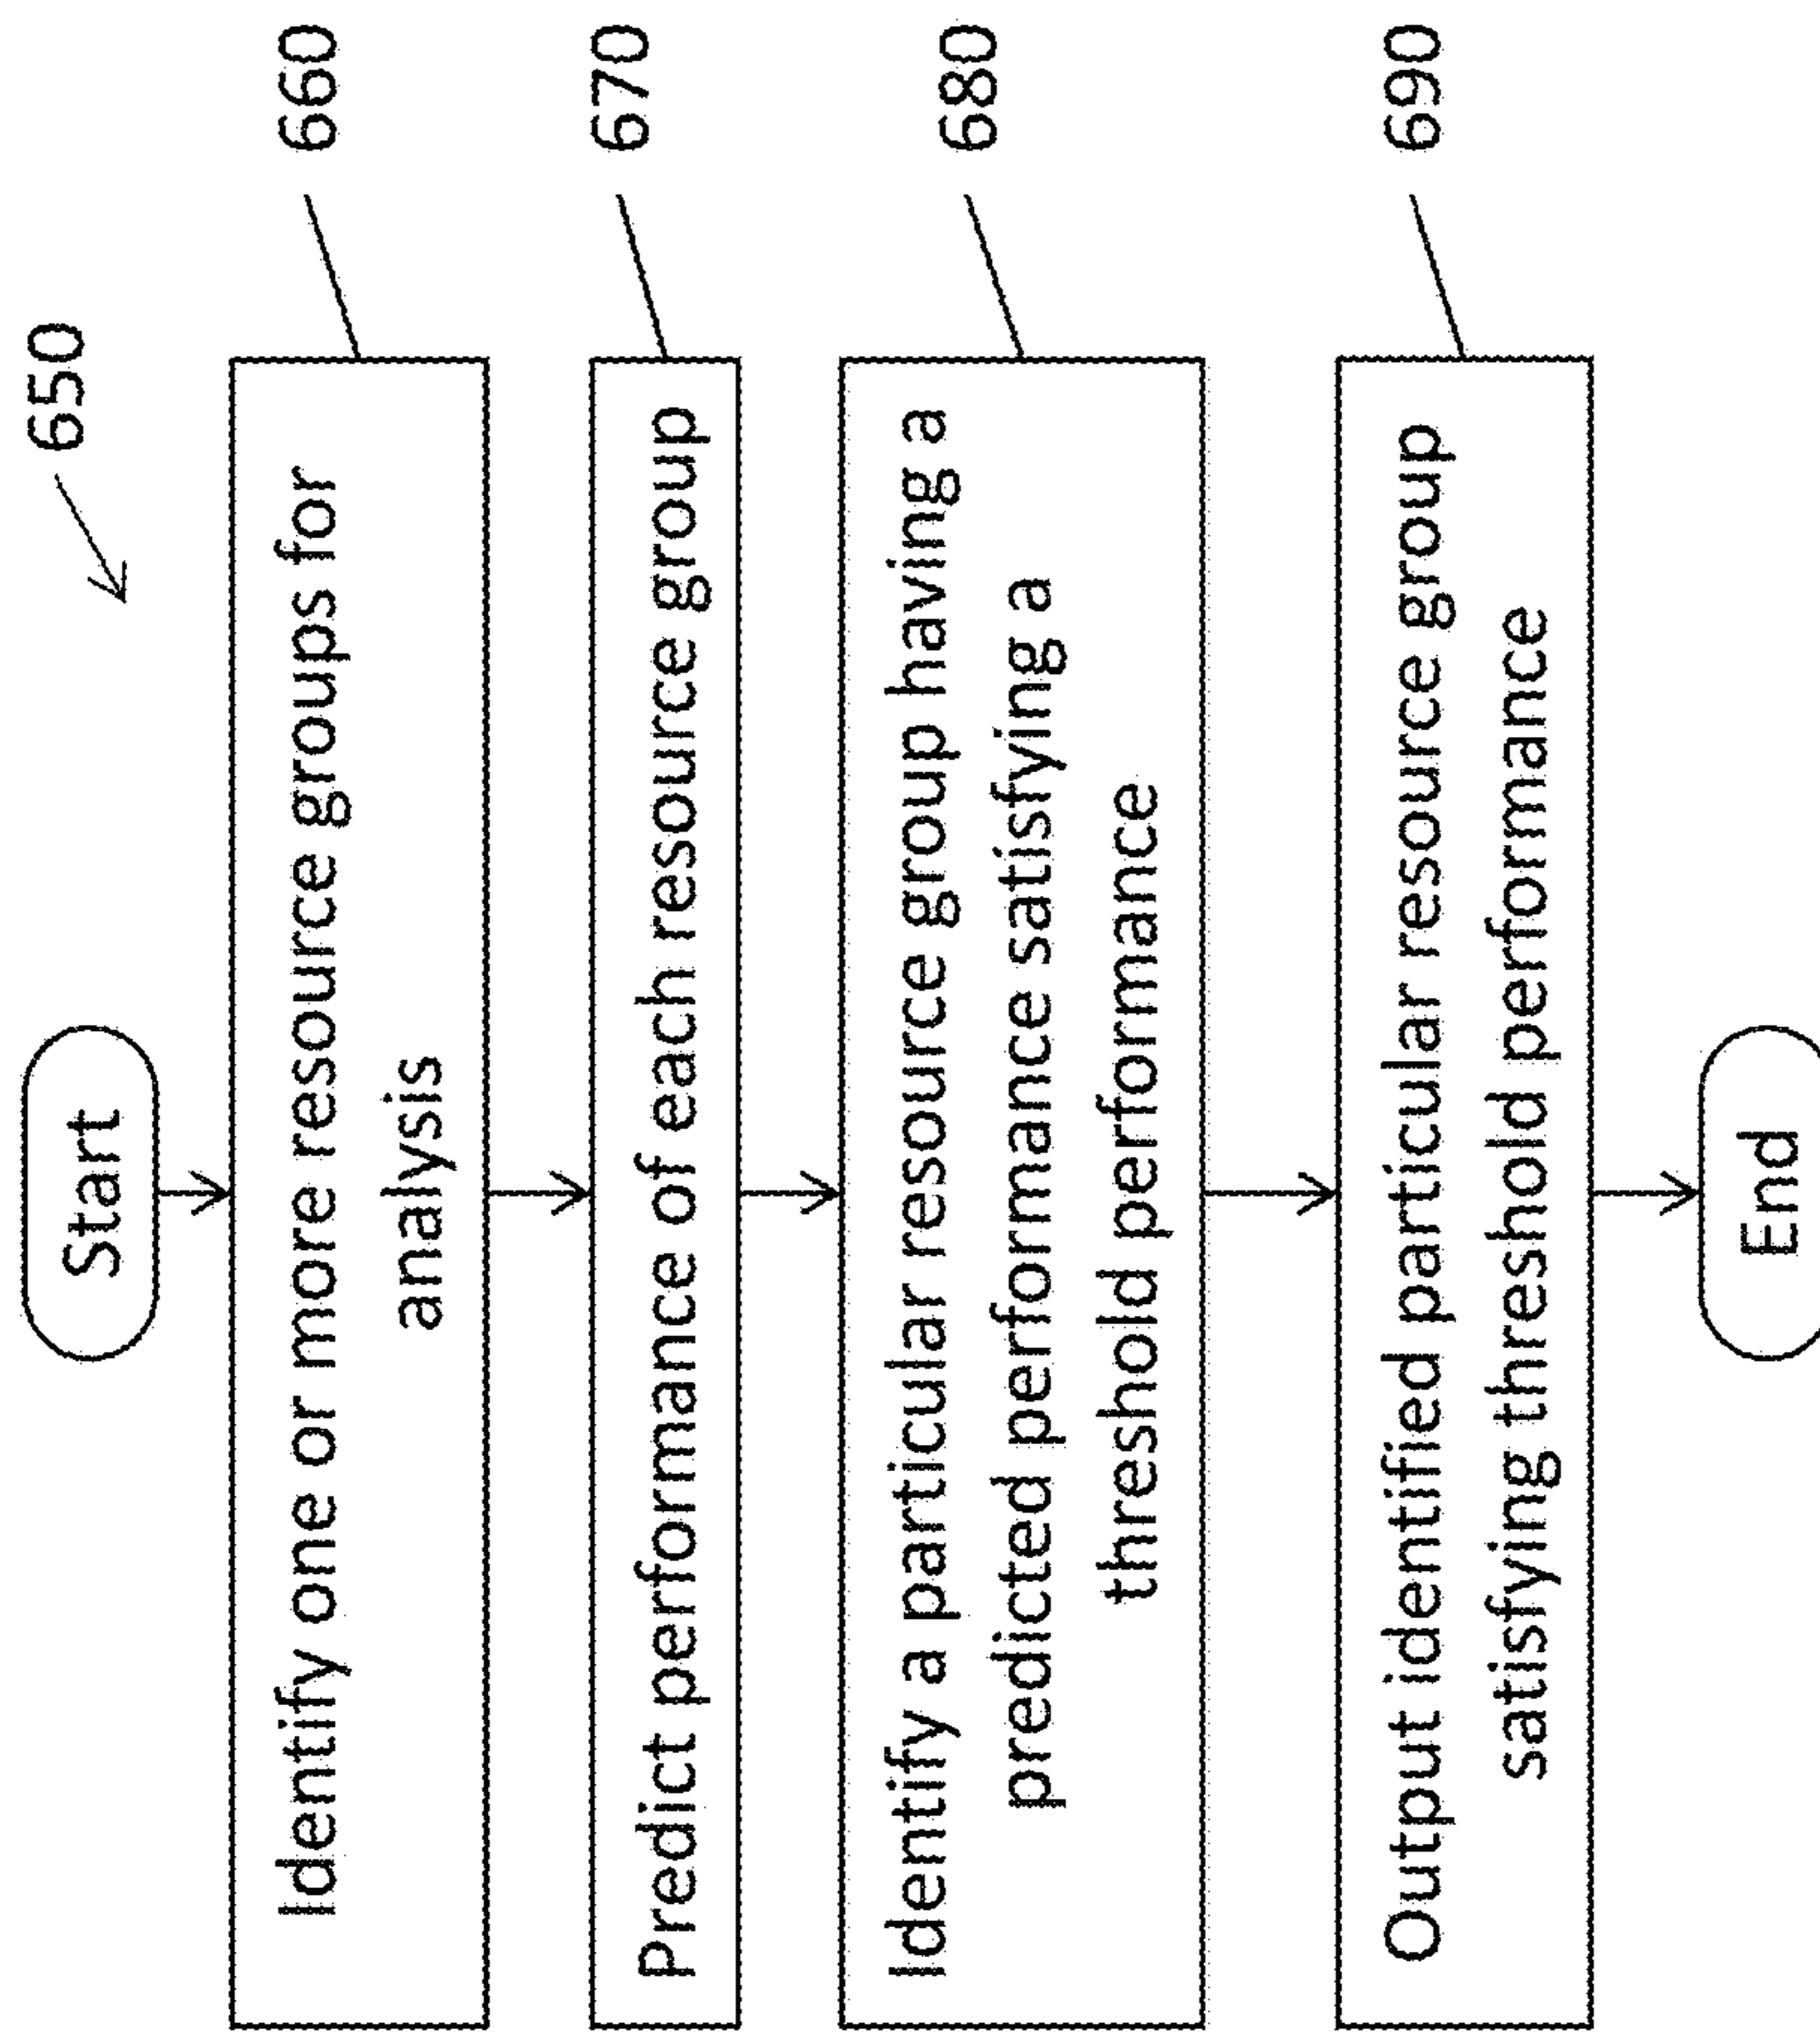 650
Start
Identify one or more resource groups for
analysis
660
Predict performance of each resource group
670
Identify a particular resource group having a
predicted performance satisfying a
threshold performance
680
Output identified particular resource group
satisfying threshold performance
690
End